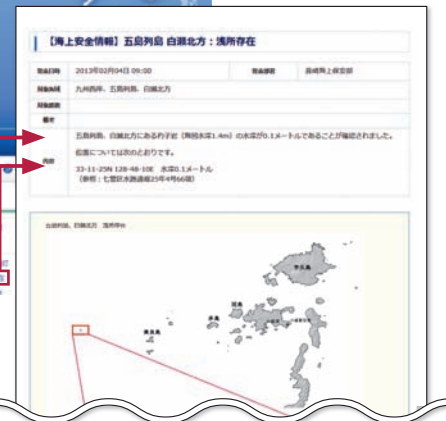 【海上安全情報】五島列島 白瀬北方：浅所存在
発表日時 2013年02月04日 09:00 発表部署 長崎海上保安部
対象海域 九州西岸、五島列島、白瀬北方
備考
内容
五島列島、白瀬北方にある杓子岩（海図水深1.4m）の水深が0.1メートルであることが確認されました。
位置については次のとおりです。
33-11-25N 128-48-10E 水深0.1メートル
（参照：七管区水路通報25年4号66項）
五島列島、白瀬北方 浅所存在
宇久島